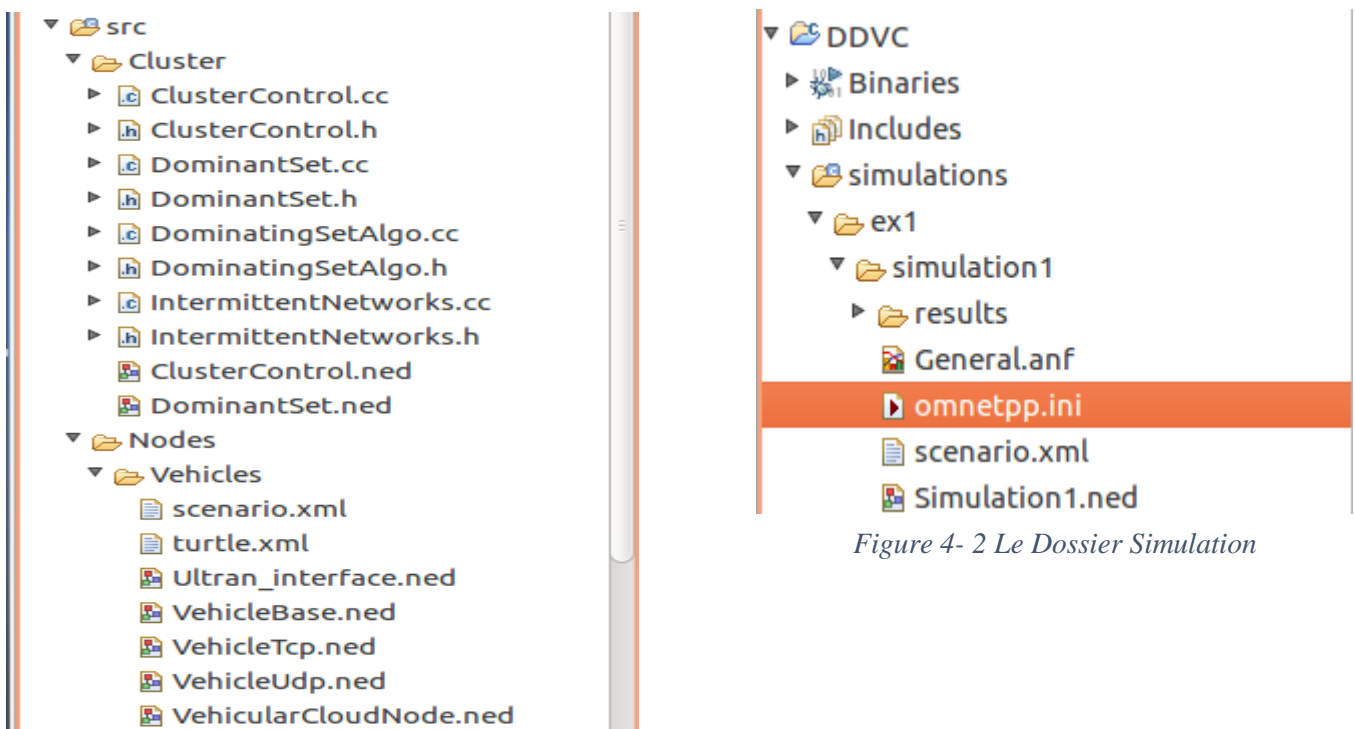 src
Cluster
ClusterControl.cc
ClusterControl.h
DominantSet.cc
DominantSet.h
DominatingSetAlgo.cc
DominatingSetAlgo.h
IntermittentNetworks.cc
IntermittentNetworks.h
ClusterControl.ned
DominantSet.ned
Nodes
Vehicles
scenario.xml
turtle.xml
Ultran_interface.ned
VehicleBase.ned
VehicleTcp.ned
VehicleUdp.ned
VehicularCloudNode.ned
DDVC
Binaries
Includes
simulations
ex1
simulation1
results
General.anf
omnetpp.ini
scenario.xml
Simulation1.ned
Figure 4- 2 Le Dossier Simulation